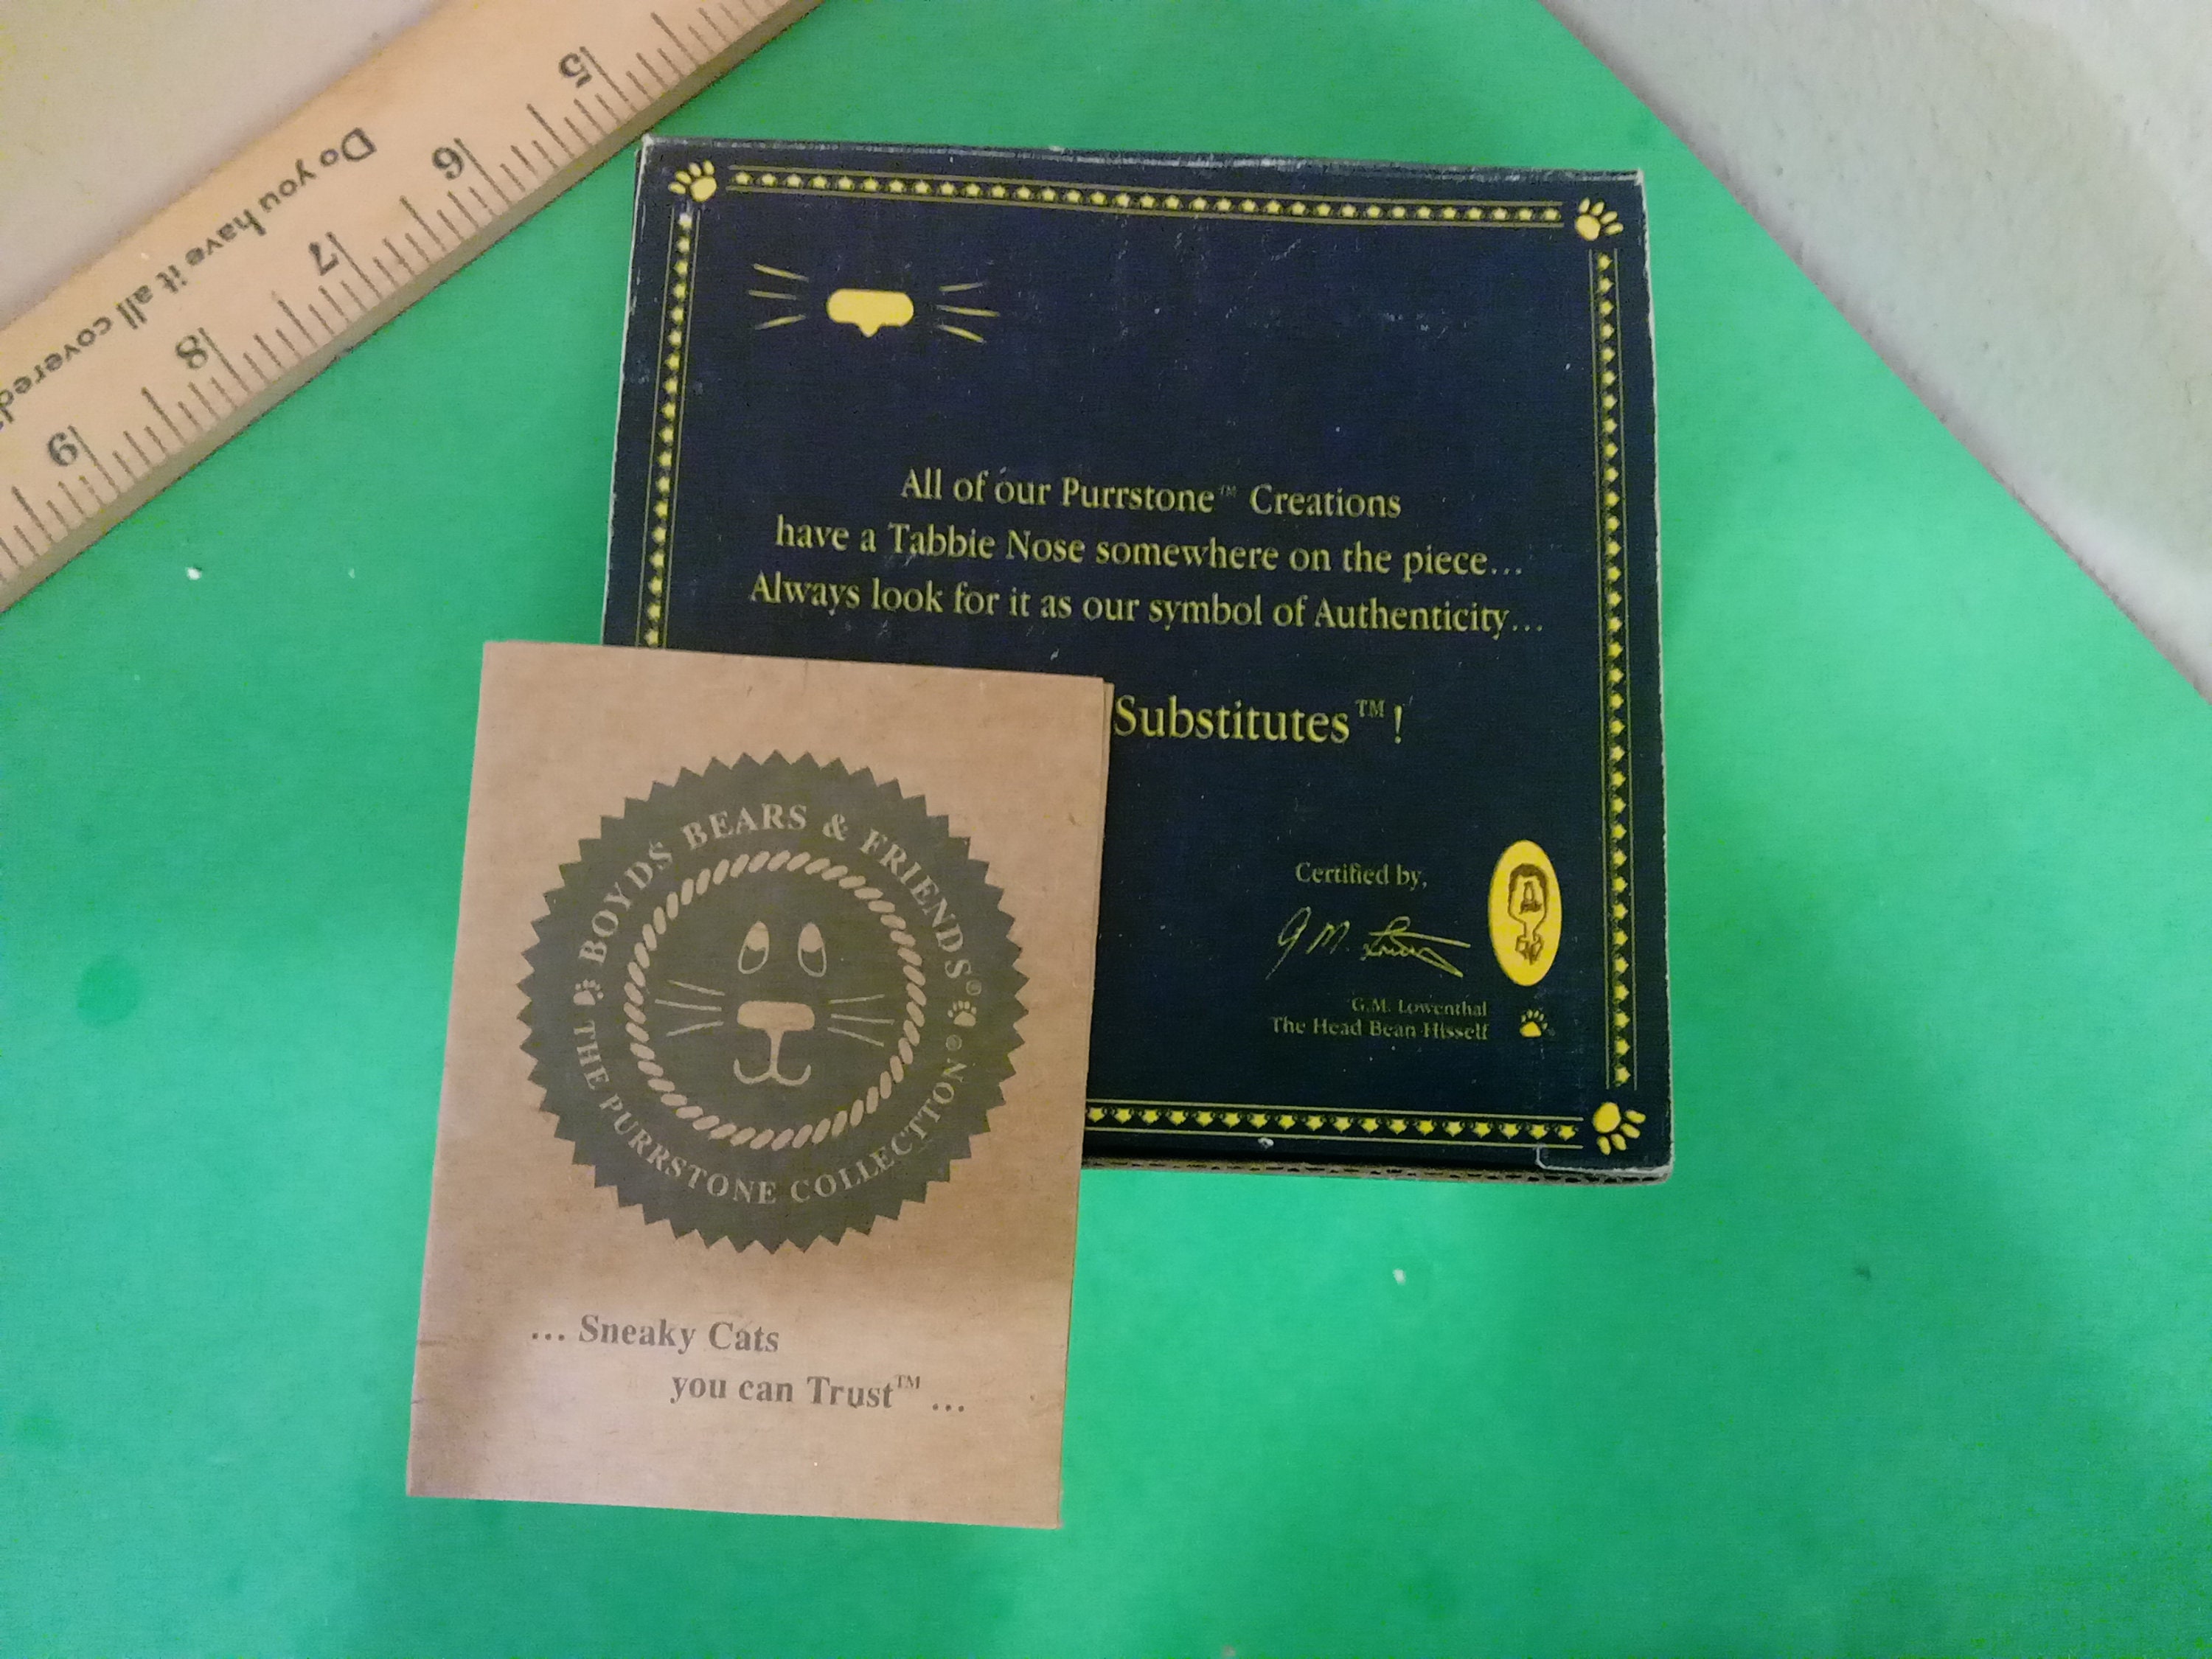 Do you have it all covered?
5
6
7
8
9
All of our Purrstone™ Creations
have a Tabbie Nose somewhere on the piece...
Always look for it as our symbol of Authenticity...
Substitutes™!
Certified by,
G.M. Lowenthal
The Head Bean Hisself
BOYDS BEARS & FRIENDS®
THE PURRSTONE COLLECTION®
... Sneaky Cats
you can Trust™ ...